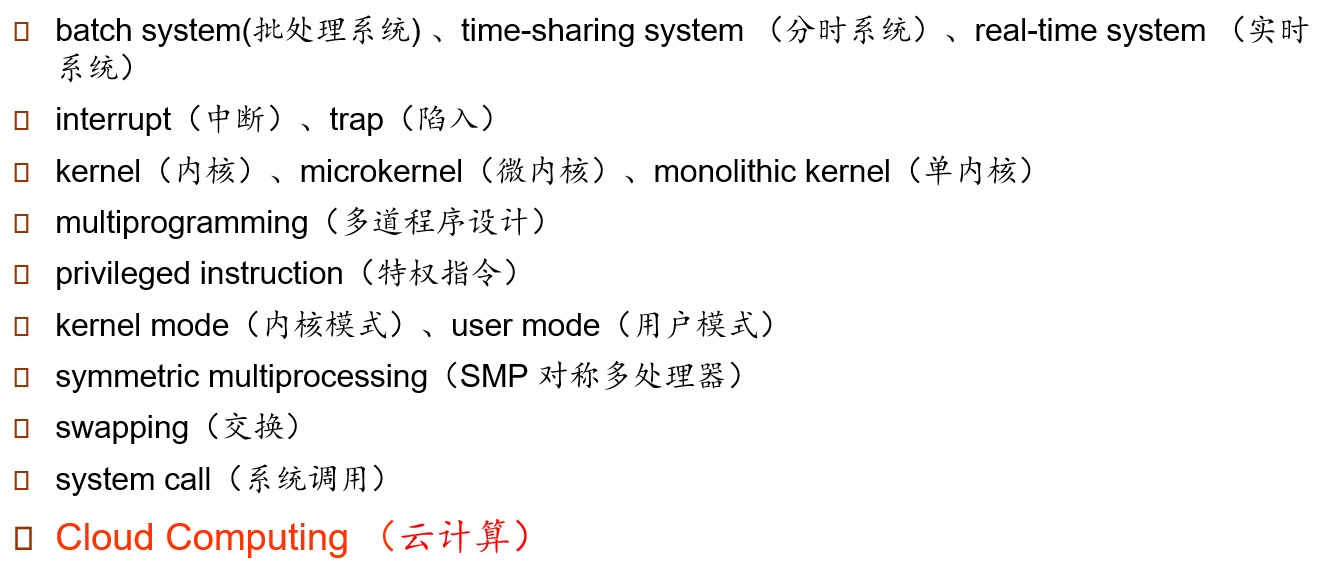 batch system(批处理系统) 、time-sharing system （分时系统）、real-time system （实时
系统）
interrupt（中断）、trap（陷入）
kernel（内核）、microkernel（微内核）、monolithic kernel（单内核）
multiprogramming（多道程序设计）
privileged instruction（特权指令）
kernel mode（内核模式）、user mode（用户模式）
symmetric multiprocessing（SMP 对称多处理器）
swapping（交换）
system call（系统调用）
Cloud Computing （云计算）